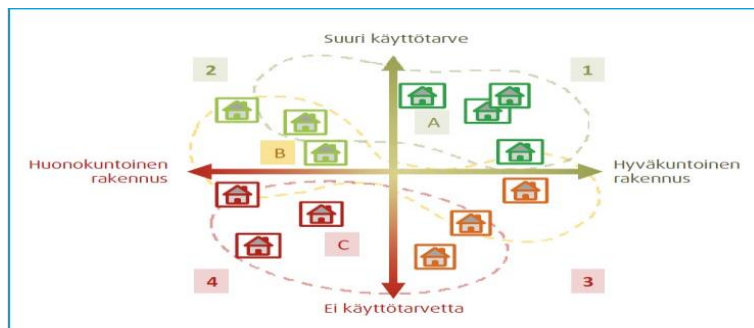 Suuri käyttötarve
2
1
A
B
Huonokuntoinen
rakennus
Hyväkuntoinen
rakennus
C
4
3
Ei käyttötarvetta